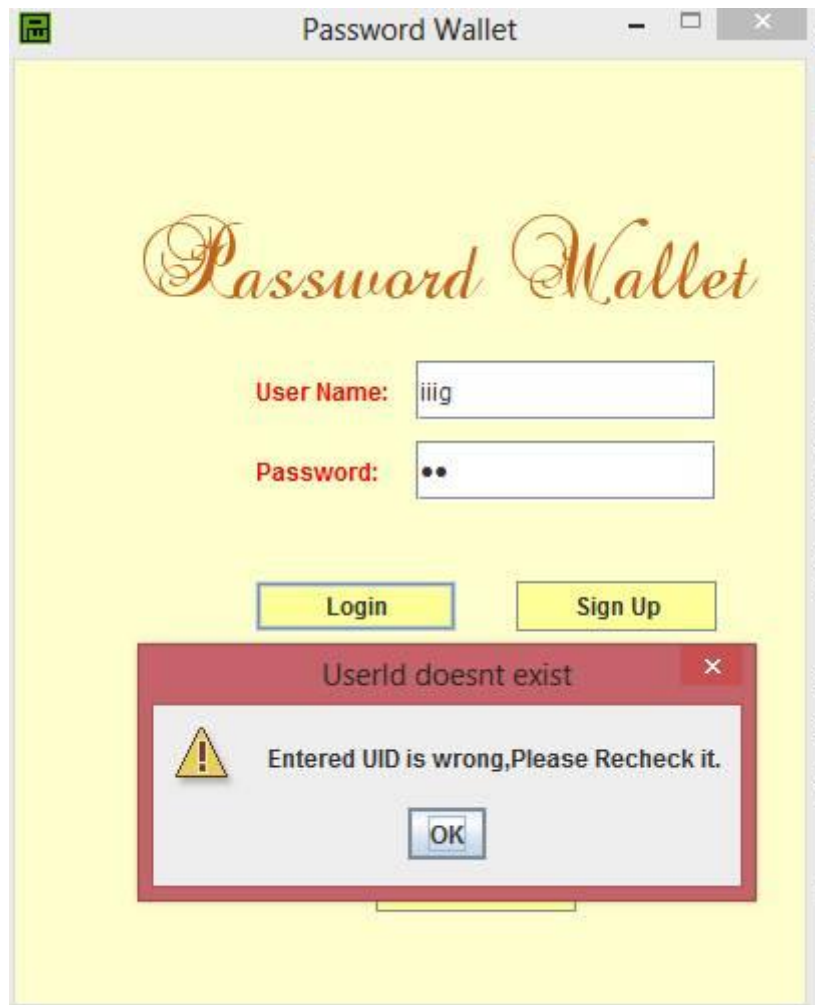 Password Wallet
Password Wallet
User Name: iiig
Password: ●●
Login Sign Up
UserId doesnt exist
Entered UID is wrong,Please Recheck it.
OK